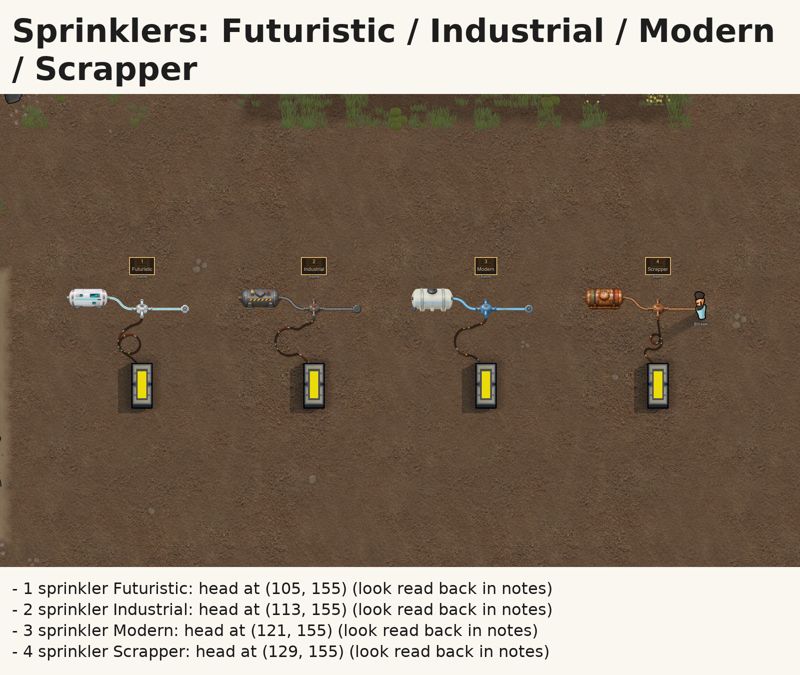 Sprinklers: Futuristic / Industrial / Modern
/ Scrapper
1
Futuristic
2
Industrial
3
Modern
4
Scrapper
- 1 sprinkler Futuristic: head at (105, 155) (look read back in notes)
- 2 sprinkler Industrial: head at (113, 155) (look read back in notes)
- 3 sprinkler Modern: head at (121, 155) (look read back in notes)
- 4 sprinkler Scrapper: head at (129, 155) (look read back in notes)